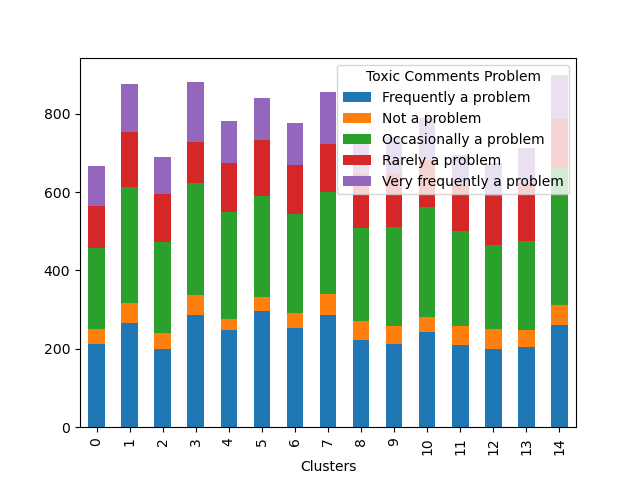 Toxic Comments Problem
Frequently a problem
Not a problem
Occasionally a problem
Rarely a problem
Very frequently a problem
800
600
400
200
0
0 1 2 3 4 5 6 7 8 9 10 11 12 13 14
Clusters